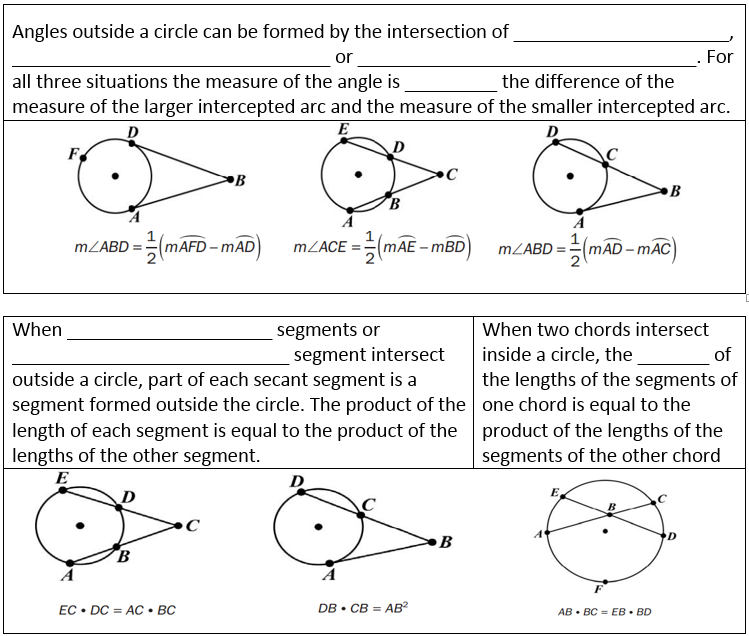 Angles outside a circle can be formed by the intersection of ______________________,
________________________________ or __________________________________. For
all three situations the measure of the angle is _________ the difference of the
measure of the larger intercepted arc and the measure of the smaller intercepted arc.
D
F
B
A
m∠ABD = 1/2(mAFD – mAD)
E
D
C
B
A
m∠ACE = 1/2(mAE – mBD)
D
C
B
A
m∠ABD = 1/2(mAD – mAC)
When ____________________ segments or
___________________________ segment intersect
outside a circle, part of each secant segment is a
segment formed outside the circle. The product of the
length of each segment is equal to the product of the
lengths of the other segment.
When two chords intersect
inside a circle, the _______ of
the lengths of the segments of
one chord is equal to the
product of the lengths of the
segments of the other chord
E
D
C
B
A
EC • DC = AC • BC
D
C
B
A
DB • CB = AB²
E
B
C
A
D
F
AB • BC = EB • BD